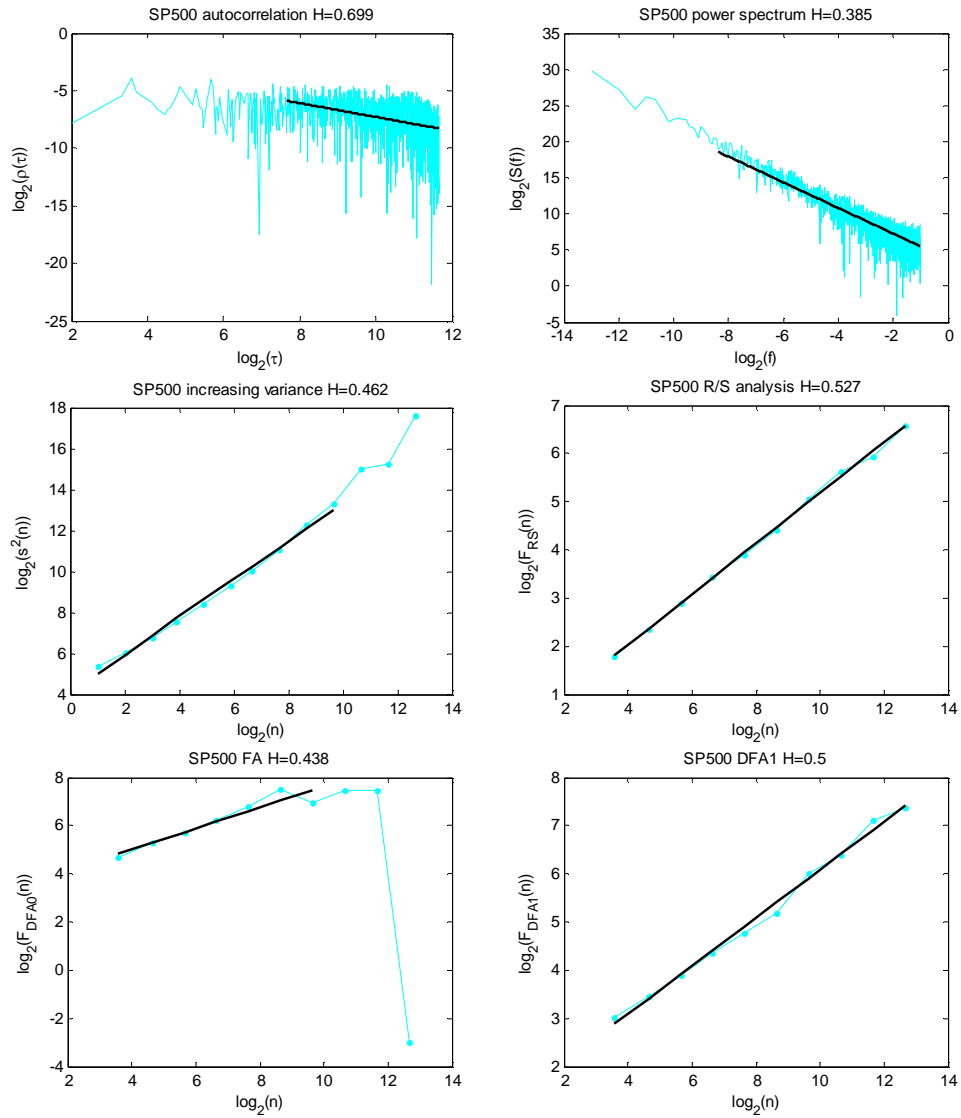 SP500 autocorrelation H=0.699
0
-5
-10
-15
-20
-25
log2(ρ(τ))
2 4 6 8 10 12
log2(τ)
SP500 power spectrum H=0.385
35
30
25
20
15
10
5
0
-5
log2(S(f))
-14 -12 -10 -8 -6 -4 -2 0
log2(f)
SP500 increasing variance H=0.462
18
16
14
12
10
8
6
4
log2(s²(n))
0 2 4 6 8 10 12 14
log2(n)
SP500 R/S analysis H=0.527
7
6
5
4
3
2
1
log2(FRS(n))
2 4 6 8 10 12 14
log2(n)
SP500 FA H=0.438
8
6
4
2
0
-2
-4
log2(FDFA0(n))
2 4 6 8 10 12 14
log2(n)
SP500 DFA1 H=0.5
8
7
6
5
4
3
2
log2(FDFA1(n))
2 4 6 8 10 12 14
log2(n)